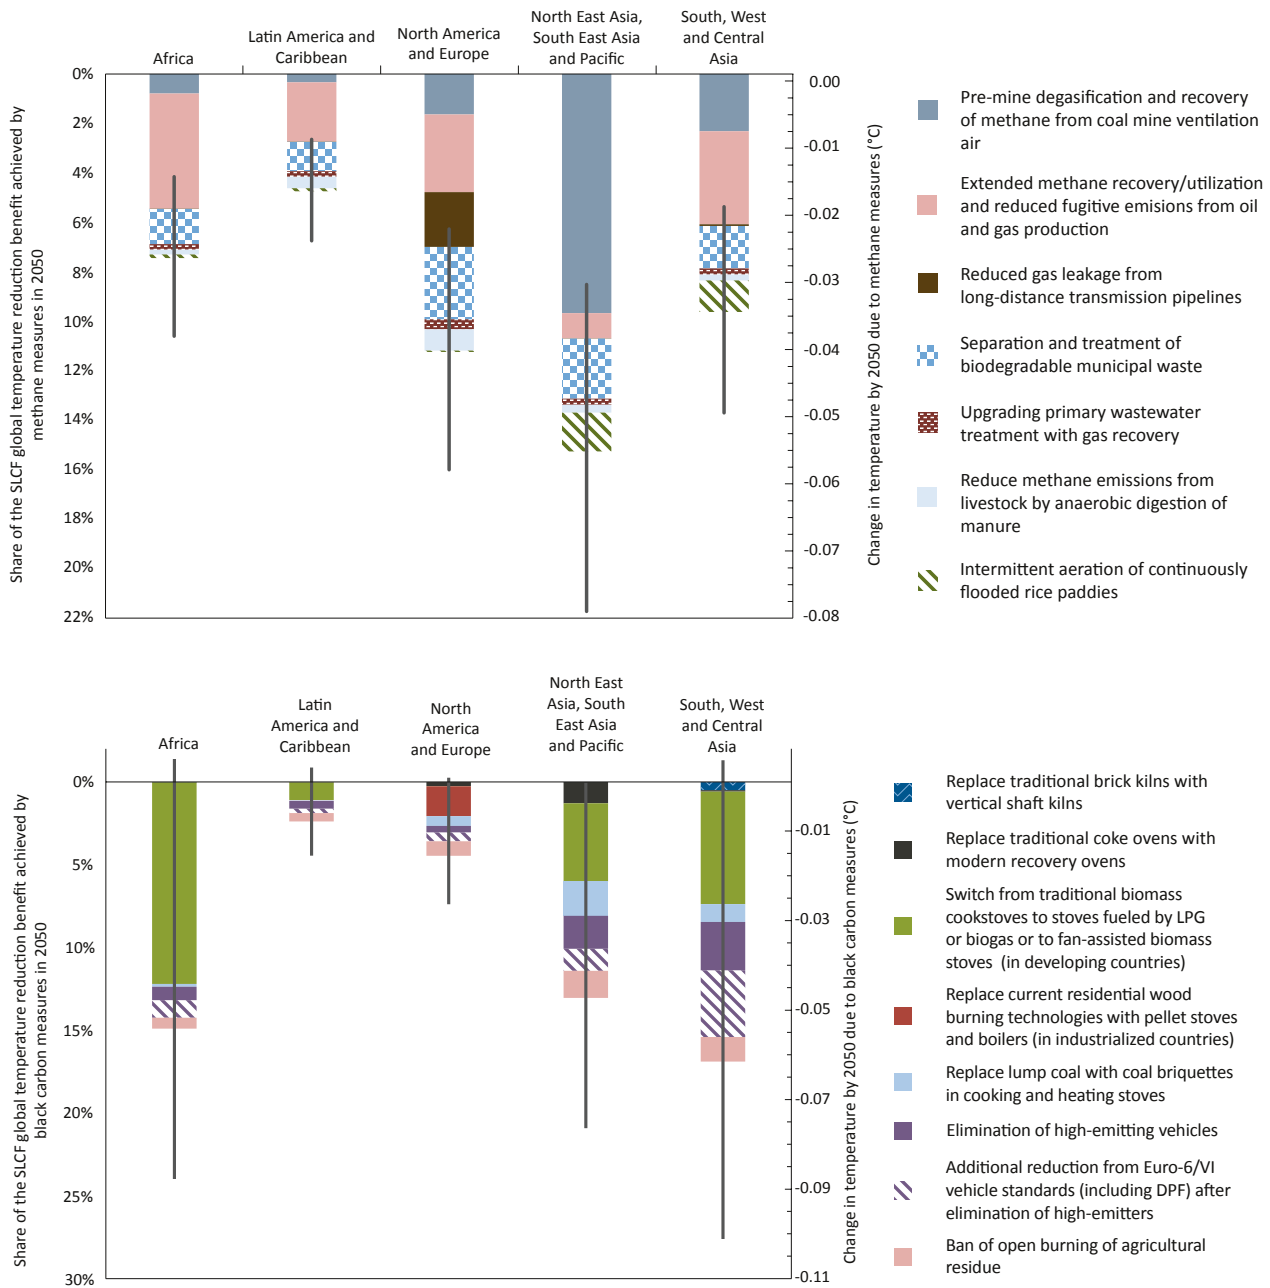 Africa
Latin America and
Caribbean
North America
and Europe
North East Asia,
South East Asia
and Pacific
South, West
and Central
Asia
Share of the SLCF global temperature reduction benefit achieved by
methane measures in 2050
0%
2%
4%
6%
8%
10%
12%
14%
16%
18%
20%
22%
0.00
-0.01
-0.02
-0.03
-0.04
-0.05
-0.06
-0.07
-0.08
Change in temperature by 2050 due to methane measures (°C)
Pre-mine degasification and recovery
of methane from coal mine ventilation
air
Extended methane recovery/utilization
and reduced fugitive emisions from oil
and gas production
Reduced gas leakage from
long-distance transmission pipelines
Separation and treatment of
biodegradable municipal waste
Upgrading primary wastewater
treatment with gas recovery
Reduce methane emissions from
livestock by anaerobic digestion of
manure
Intermittent aeration of continuously
flooded rice paddies
Africa
Latin
America and
Caribbean
North
America
and Europe
North East
Asia, South
East Asia
and Pacific
South, West
and Central
Asia
Share of the SLCF global temperature reduction benefit achieved by
black carbon measures in 2050
0%
5%
10%
15%
20%
25%
30%
-0.01
-0.03
-0.05
-0.07
-0.09
-0.11
Change in temperature by 2050 due to black carbon measures (°C)
Replace traditional brick kilns with
vertical shaft kilns
Replace traditional coke ovens with
modern recovery ovens
Switch from traditional biomass
cookstoves to stoves fueled by LPG
or biogas or to fan-assisted biomass
stoves (in developing countries)
Replace current residential wood
burning technologies with pellet stoves
and boilers (in industrialized countries)
Replace lump coal with coal briquettes
in cooking and heating stoves
Elimination of high-emitting vehicles
Additional reduction from Euro-6/VI
vehicle standards (including DPF) after
elimination of high-emitters
Ban of open burning of agricultural
residue